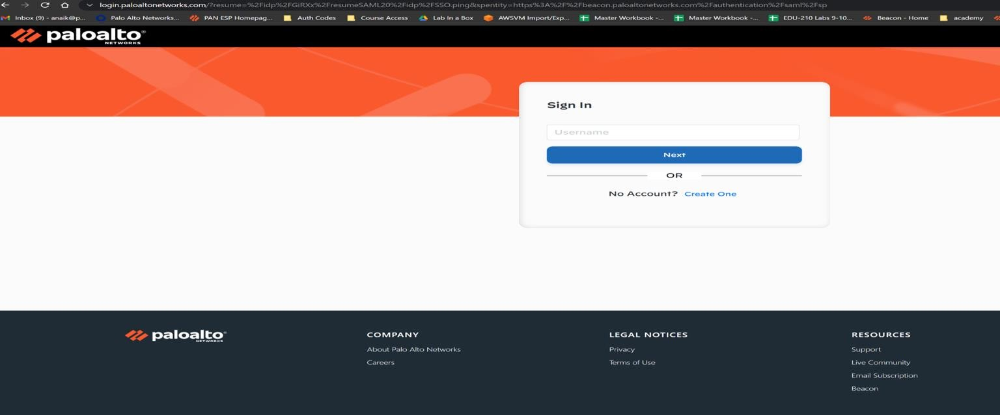 login.paloaltonetworks.com/?resume=%2Fidp%2FGiRXx%2FresumeSAML20%2Fidp%2FSSO.ping&spentity=https%3A%2F%2Fbeacon.paloaltonetworks.com%2Fauthentication%2Fsaml%2Fsp
Inbox (9) - anaik@p... Palo Alto Networks... PAN ESP Homepag... Auth Codes Course Access Lab In a Box AWSVM Import/Exp... Master Workbook -... Master Workbook -... EDU-210 Labs 9-10... Beacon - Home academy
paloalto®
NETWORKS
Sign In
Username
Next
OR
No Account? Create One
paloalto®
NETWORKS
COMPANY
About Palo Alto Networks
Careers
LEGAL NOTICES
Privacy
Terms of Use
RESOURCES
Support
Live Community
Email Subscription
Beacon